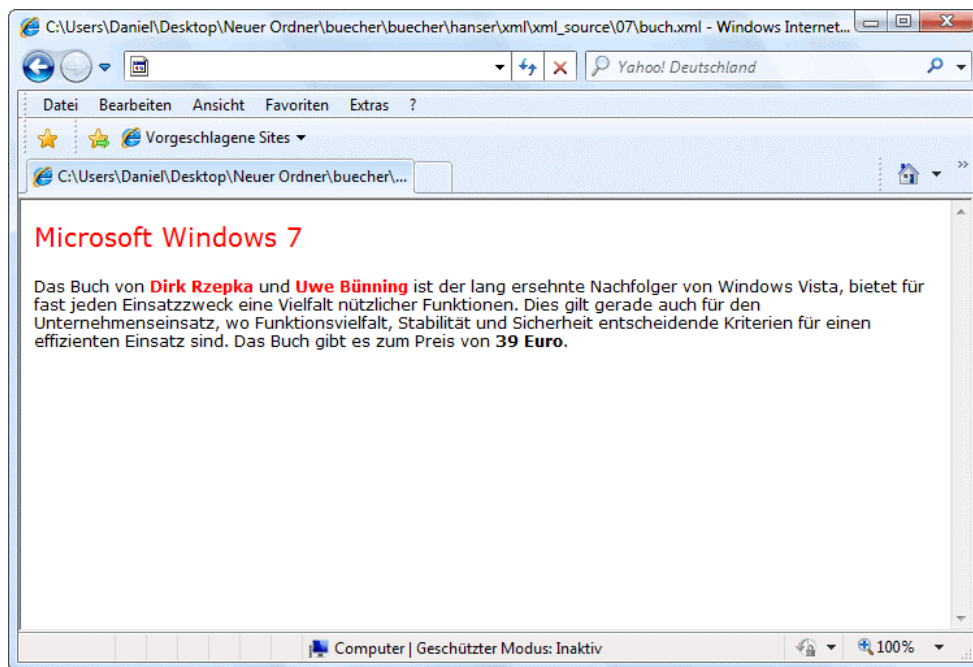 C:\Users\Daniel\Desktop\Neuer Ordner\buecher\buecher\hanser\xml\xml_source\07\buch.xml - Windows Internet...
Yahoo! Deutschland
Datei Bearbeiten Ansicht Favoriten Extras ?
Vorgeschlagene Sites
C:\Users\Daniel\Desktop\Neuer Ordner\buecher\...
Microsoft Windows 7
Das Buch von Dirk Rzepka und Uwe Bünning ist der lang ersehnte Nachfolger von Windows Vista, bietet für
fast jeden Einsatzzweck eine Vielfalt nützlicher Funktionen. Dies gilt gerade auch für den
Unternehmenseinsatz, wo Funktionsvielfalt, Stabilität und Sicherheit entscheidende Kriterien für einen
effizienten Einsatz sind. Das Buch gibt es zum Preis von 39 Euro.
Computer | Geschützter Modus: Inaktiv
100%